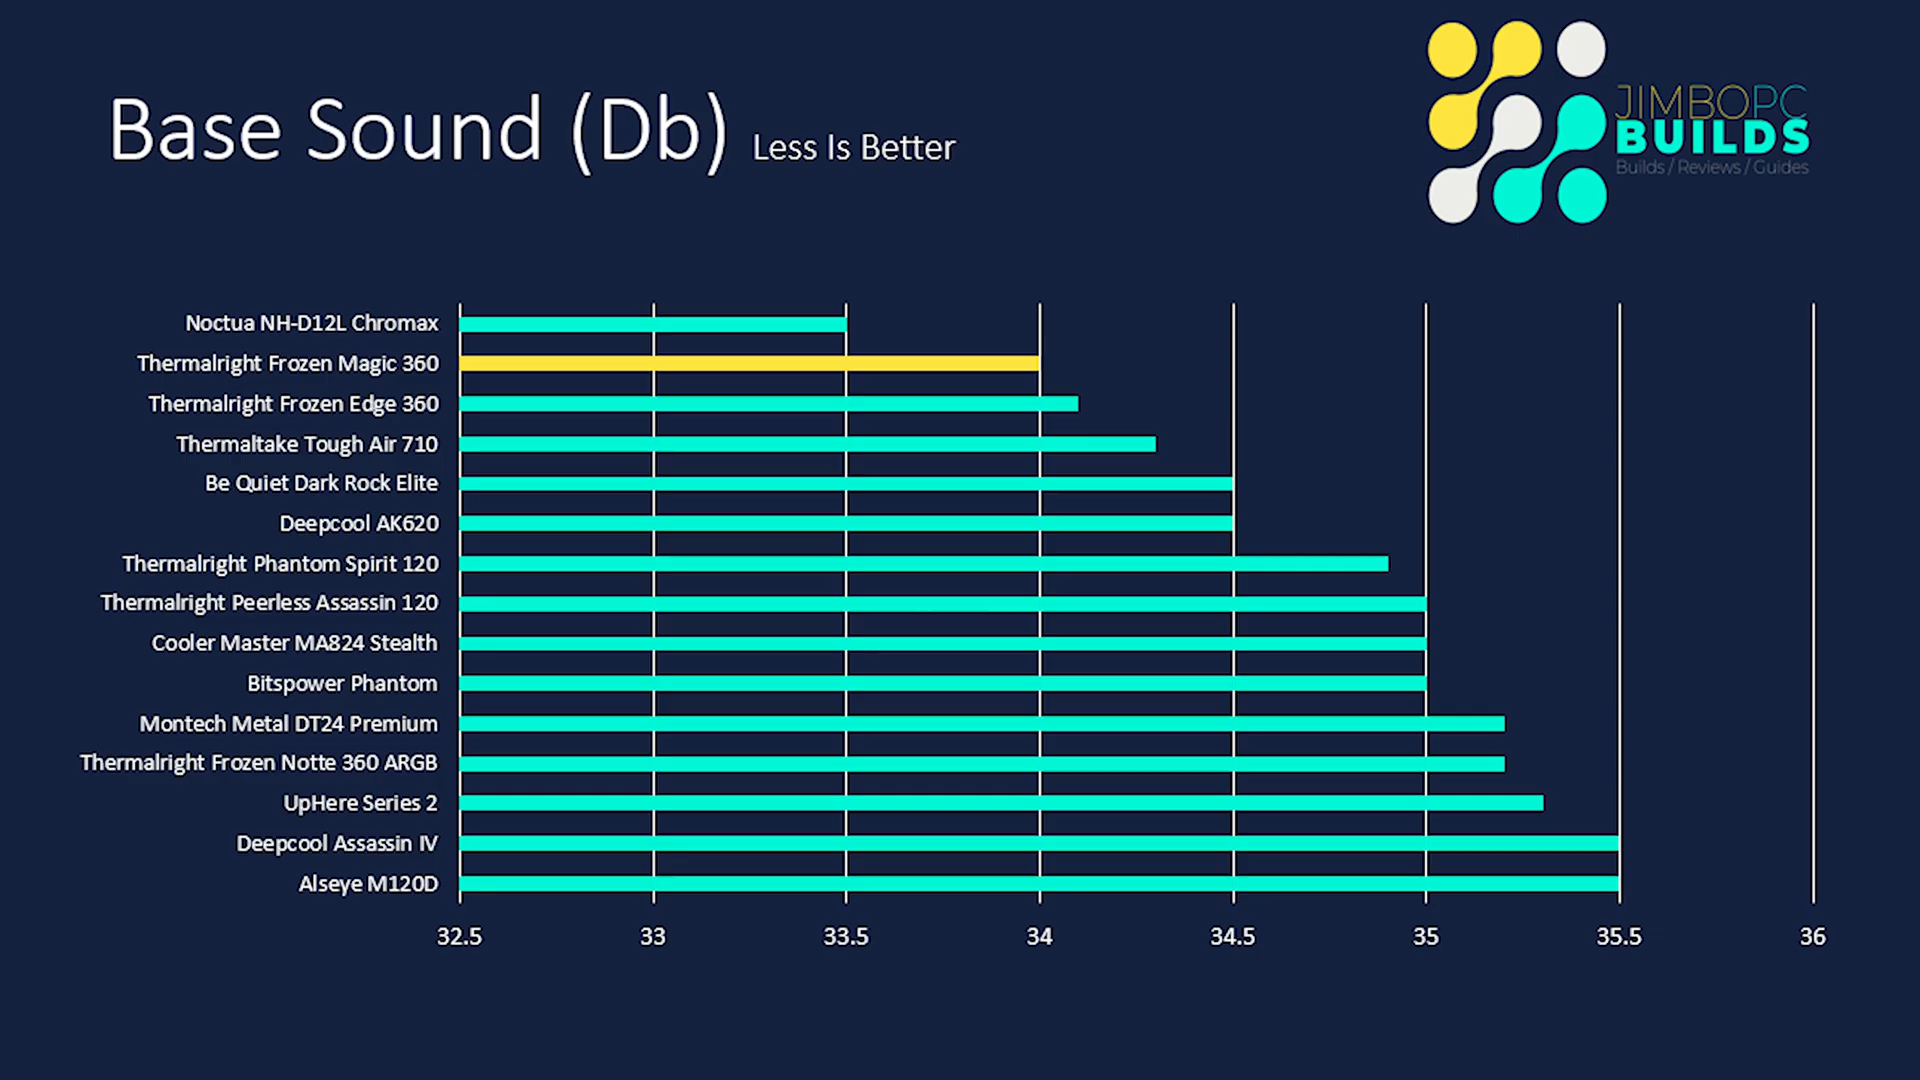 Base Sound (Db) Less Is Better
JIMBOPC
BUILDS
Builds / Reviews / Guides
Noctua NH-D12L Chromax
Thermalright Frozen Magic 360
Thermalright Frozen Edge 360
Thermaltake Tough Air 710
Be Quiet Dark Rock Elite
Deepcool AK620
Thermalright Phantom Spirit 120
Thermalright Peerless Assassin 120
Cooler Master MA824 Stealth
Bitspower Phantom
Montech Metal DT24 Premium
Thermalright Frozen Notte 360 ARGB
UpHere Series 2
Deepcool Assassin IV
Alseye M120D
32.5 33 33.5 34 34.5 35 35.5 36